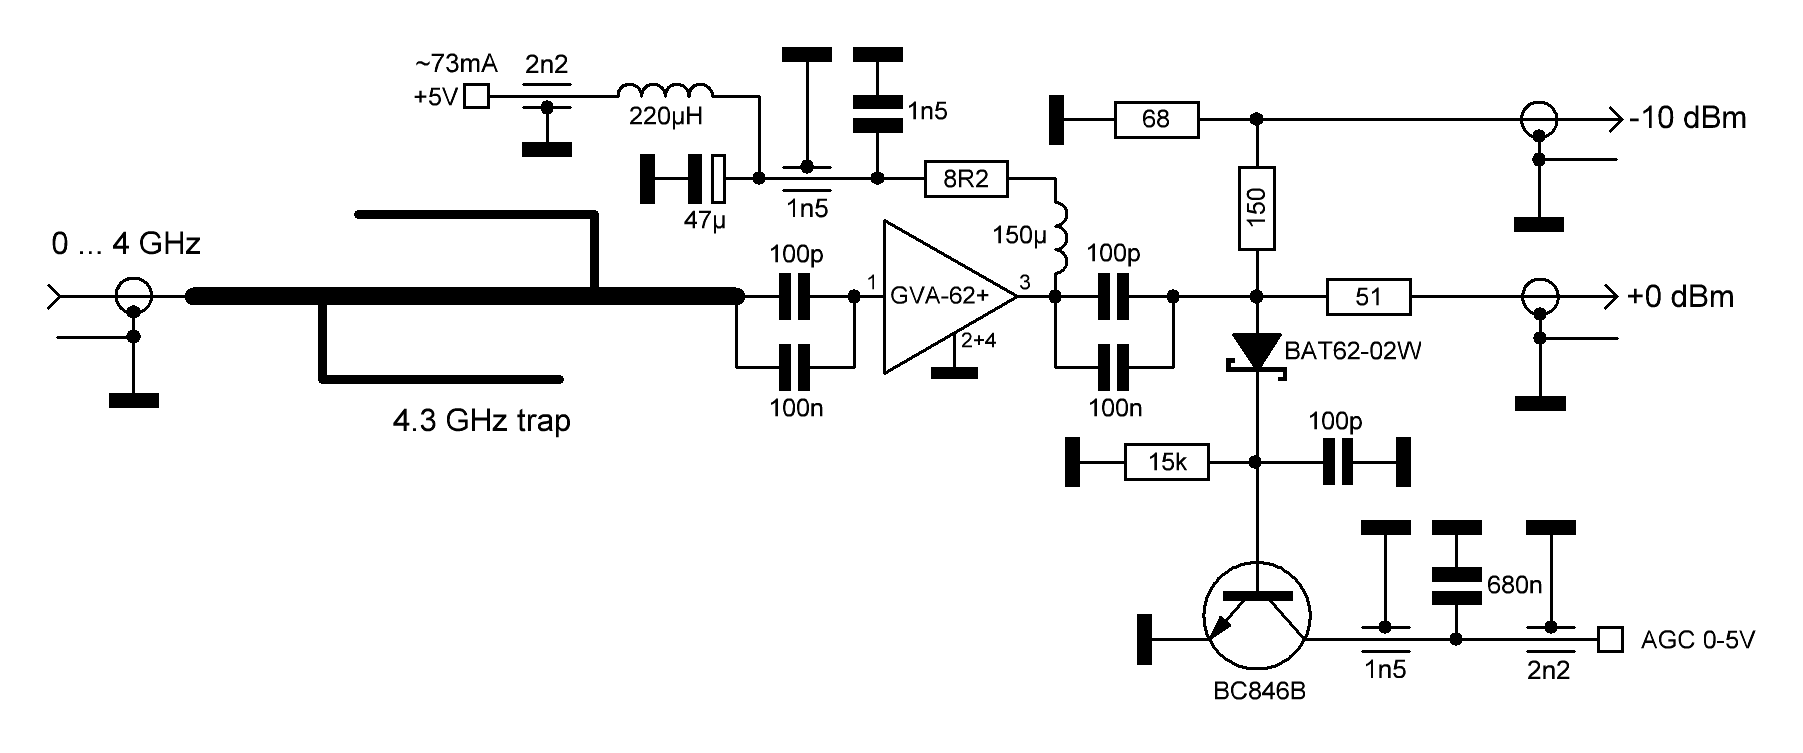 ~73mA
2n2
+5V
220µH
1n5
68
-10 dBm
47µ
1n5
8R2
150
0 ... 4 GHz
150µ
100p
100p
1
GVA-62+
3
51
+0 dBm
2+4
BAT62-02W
100n
100n
4.3 GHz trap
100p
15k
680n
AGC 0-5V
1n5
2n2
BC846B